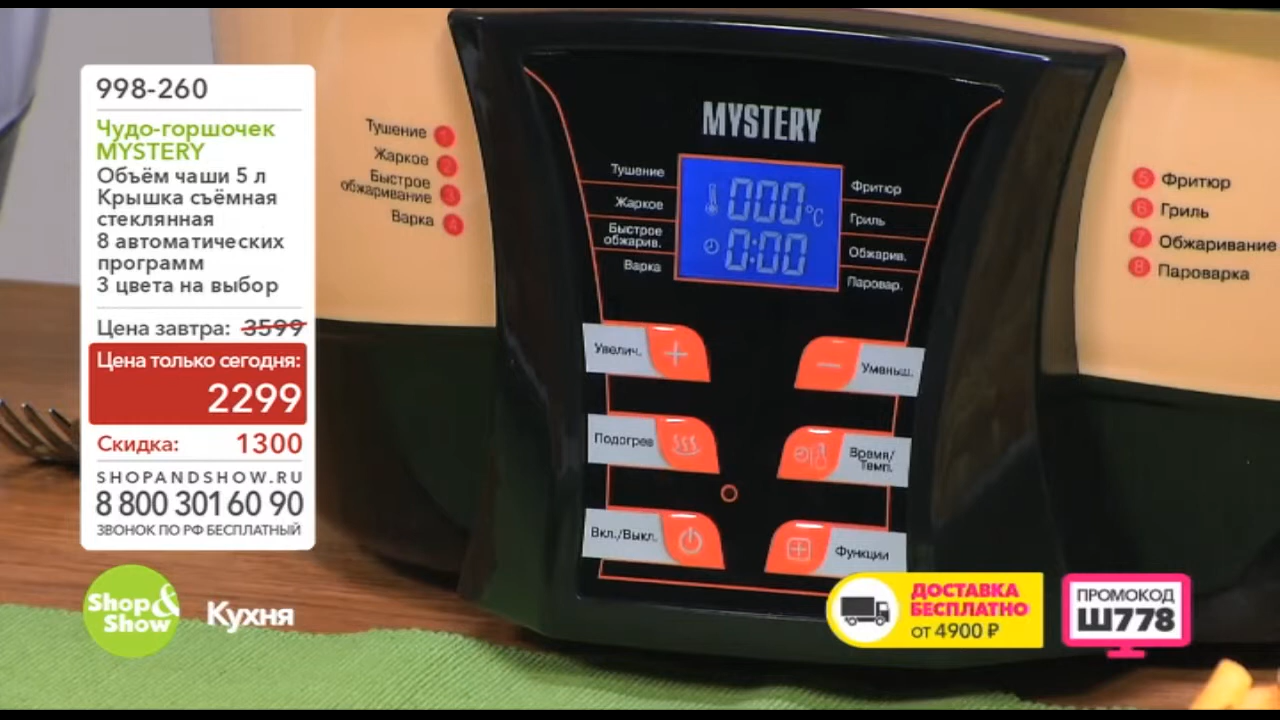 998-260
Чудо-горшочек
MYSTERY
Объём чаши 5 л
Крышка съёмная
стеклянная
8 автоматических
программ
3 цвета на выбор
Цена завтра: 3599
Цена только сегодня:
2299
Скидка: 1300
SHOPANDSHOW.RU
8 800 301 60 90
ЗВОНОК ПО РФ БЕСПЛАТНЫЙ
Shop&
Show
Кухня
Тушение 1
Жаркое 2
Быстрое
обжаривание 3
Варка 4
MYSTERY
Тушение
Жаркое
Быстрое
обжарив.
Варка
000°C
0:00
Фритюр
Гриль
Обжарив.
Паровар.
Увелич. +
− Уменьш.
Подогрев
Время/
Темп.
Вкл./Выкл.
Функции
5 Фритюр
6 Гриль
7 Обжаривание
8 Пароварка
ДОСТАВКА
БЕСПЛАТНО
от 4900 ₽
ПРОМОКОД
Ш778